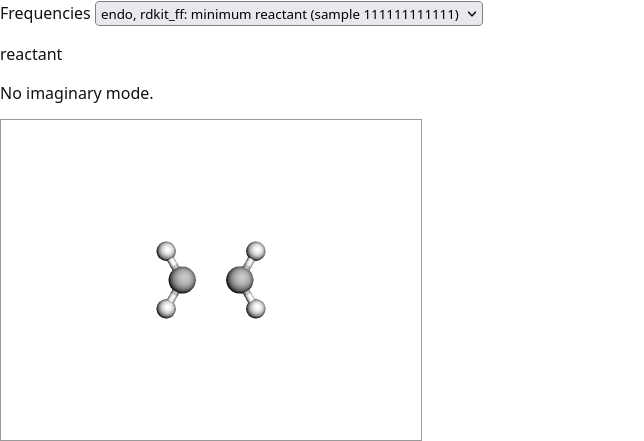 Frequencies endo, rdkit_ff: minimum reactant (sample 111111111111)
reactant
No imaginary mode.